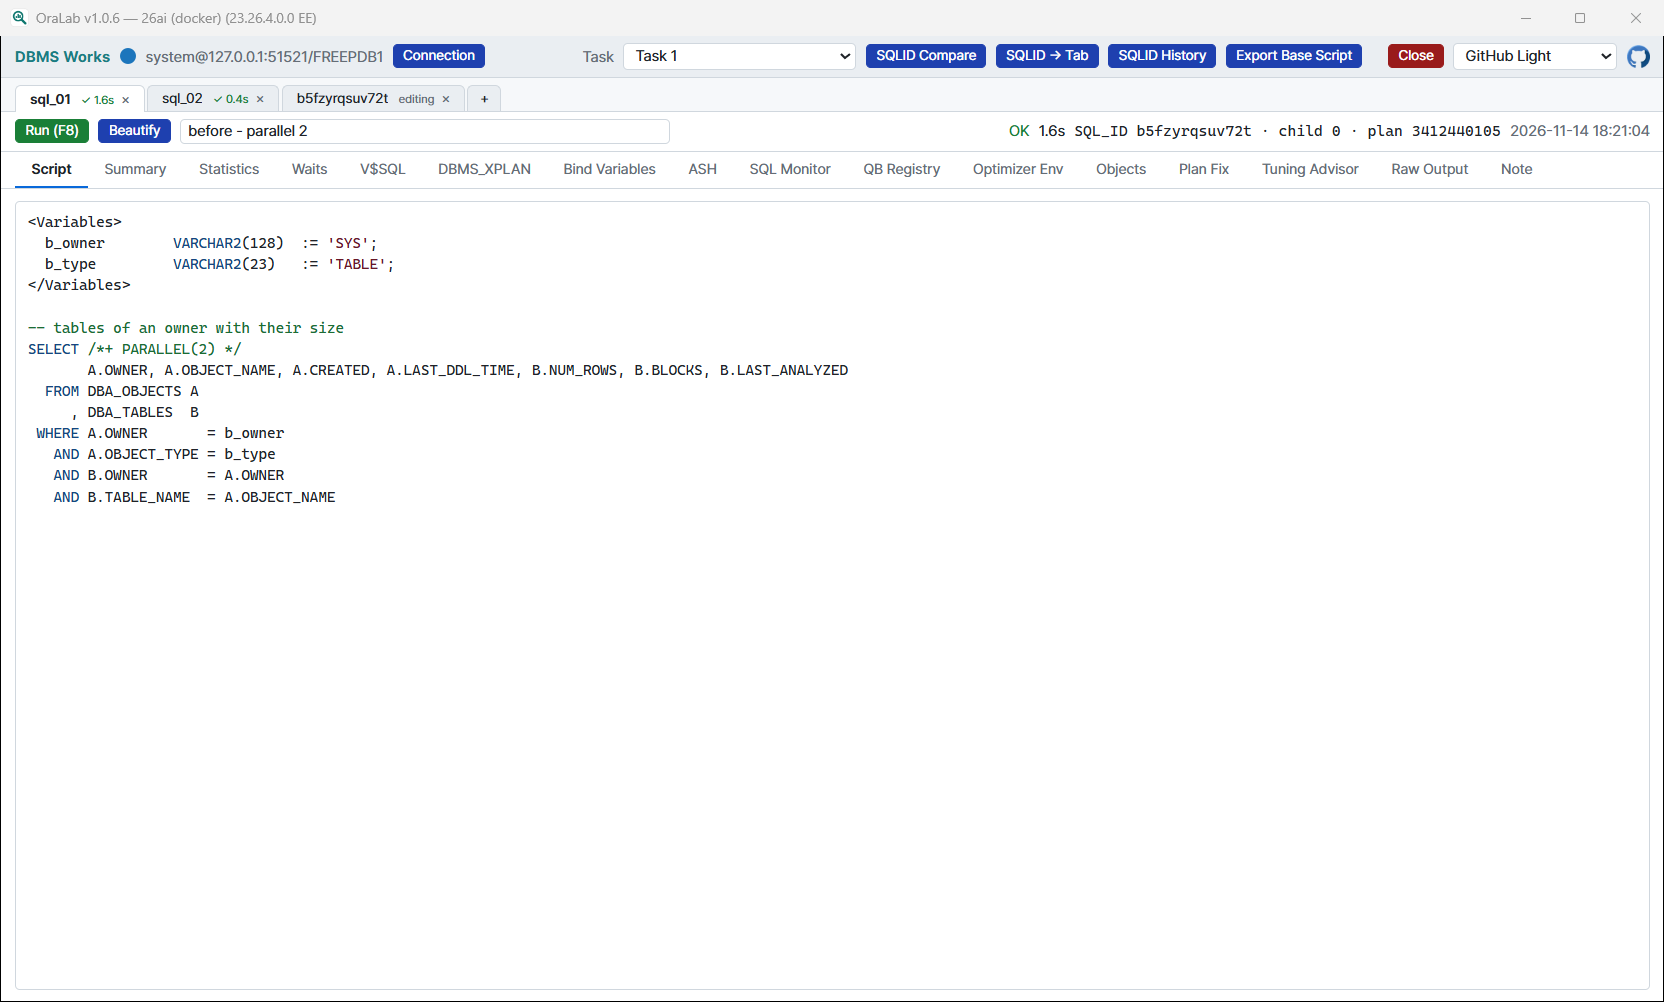 OraLab v1.0.6 — 26ai (docker) (23.26.4.0.0 EE)
DBMS Works system@127.0.0.1:51521/FREEPDB1 Connection Task Task 1 SQLID Compare SQLID → Tab SQLID History Export Base Script Close GitHub Light
sql_01 ✓ 1.6s × sql_02 ✓ 0.4s × b5fzyrqsuv72t editing × +
Run (F8) Beautify before - parallel 2 OK 1.6s SQL_ID b5fzyrqsuv72t · child 0 · plan 3412440105 2026-11-14 18:21:04
Script Summary Statistics Waits V$SQL DBMS_XPLAN Bind Variables ASH SQL Monitor QB Registry Optimizer Env Objects Plan Fix Tuning Advisor Raw Output Note
<Variables>
  b_owner        VARCHAR2(128)  := 'SYS';
  b_type         VARCHAR2(23)   := 'TABLE';
</Variables>
-- tables of an owner with their size
SELECT /*+ PARALLEL(2) */
       A.OWNER, A.OBJECT_NAME, A.CREATED, A.LAST_DDL_TIME, B.NUM_ROWS, B.BLOCKS, B.LAST_ANALYZED
  FROM DBA_OBJECTS A
     , DBA_TABLES  B
 WHERE A.OWNER       = b_owner
   AND A.OBJECT_TYPE = b_type
   AND B.OWNER       = A.OWNER
   AND B.TABLE_NAME  = A.OBJECT_NAME